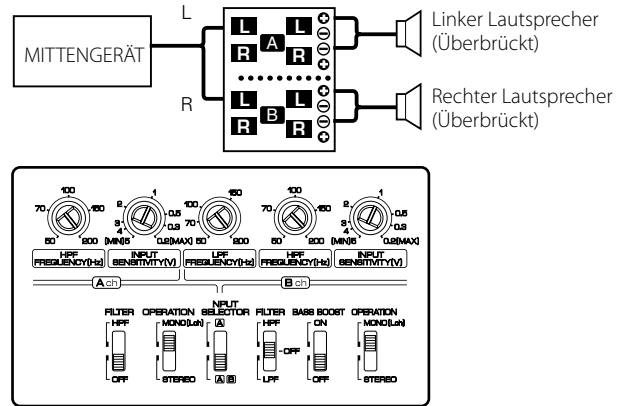 L
MITTENGERÄT
R
L L
A
R R
L L
B
R R
Linker Lautsprecher
(Überbrückt)
Rechter Lautsprecher
(Überbrückt)
100 1 100 100 1
70 150 2 0.5 70 150 70 150 2 0.5
3 0.3 3 0.3
4 4
50 200 [MIN]5 0.2[MAX] 50 200 50 200 [MIN]5 0.2[MAX]
HPF FREQUENCY(Hz)
INPUT SENSITIVITY(V)
LPF FREQUENCY(Hz)
HPF FREQUENCY(Hz)
INPUT SENSITIVITY(V)
A ch
B ch
FILTER OPERATION NPUT SELECTOR FILTER BASS BOOST OPERATION
HPF MONO(Lch) A HPF ON MONO(Lch)
OFF
OFF STEREO A B LPF OFF STEREO